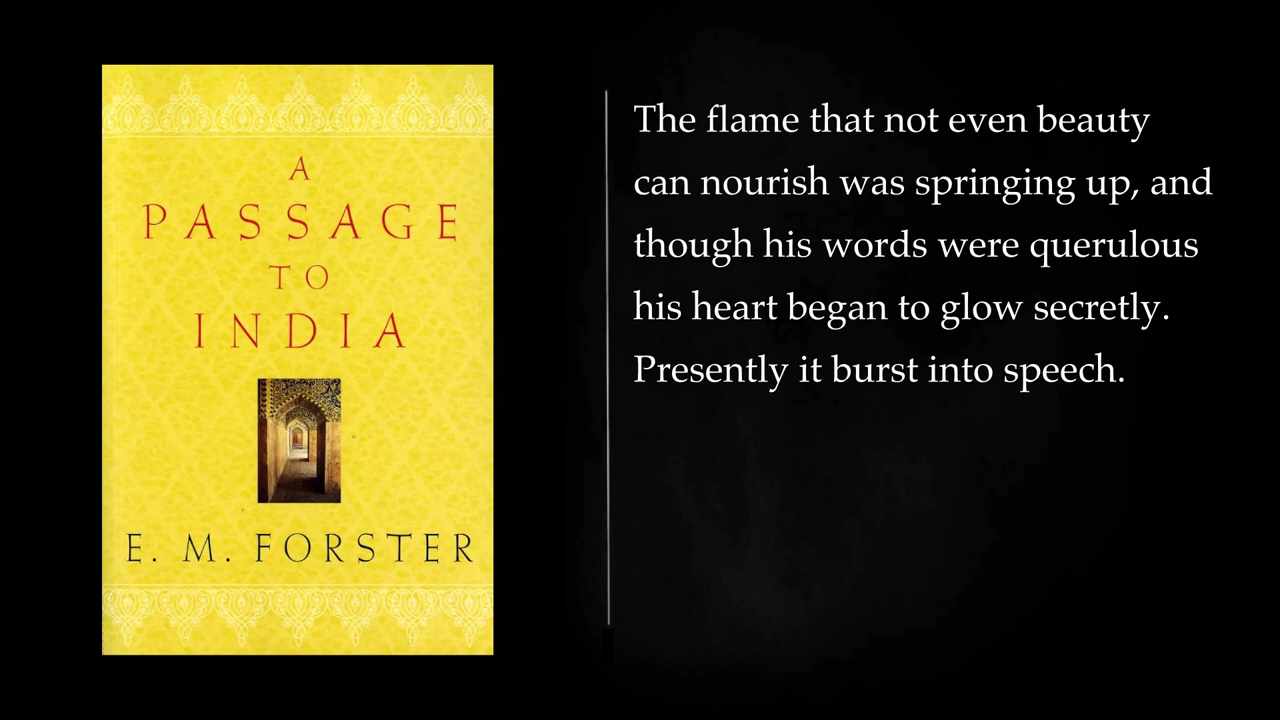 A
PASSAGE
TO
INDIA
E. M. FORSTER
The flame that not even beauty
can nourish was springing up, and
though his words were querulous
his heart began to glow secretly.
Presently it burst into speech.